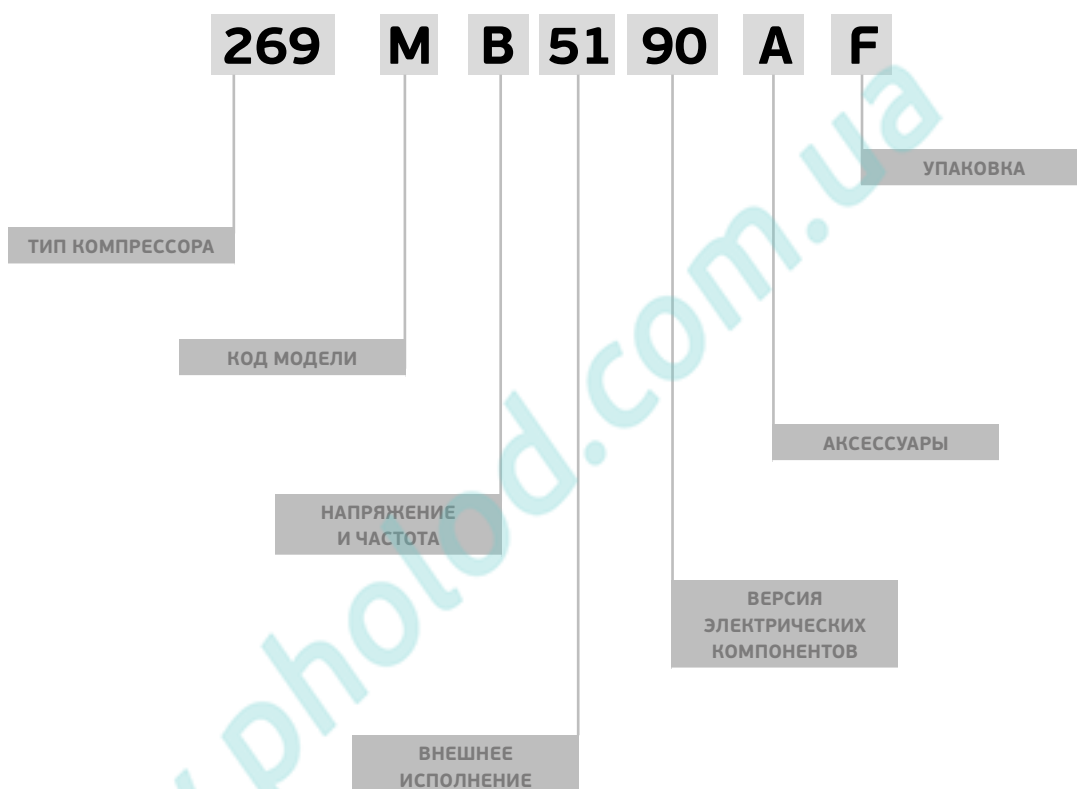 269 M B 51 90 A F
УПАКОВКА
ТИП КОМПРЕССОРА
КОД МОДЕЛИ
АКСЕССУАРЫ
НАПРЯЖЕНИЕ
И ЧАСТОТА
ВЕРСИЯ
ЭЛЕКТРИЧЕСКИХ
КОМПОНЕНТОВ
ВНЕШНЕЕ
ИСПОЛНЕНИЕ
.pholod.com.ua